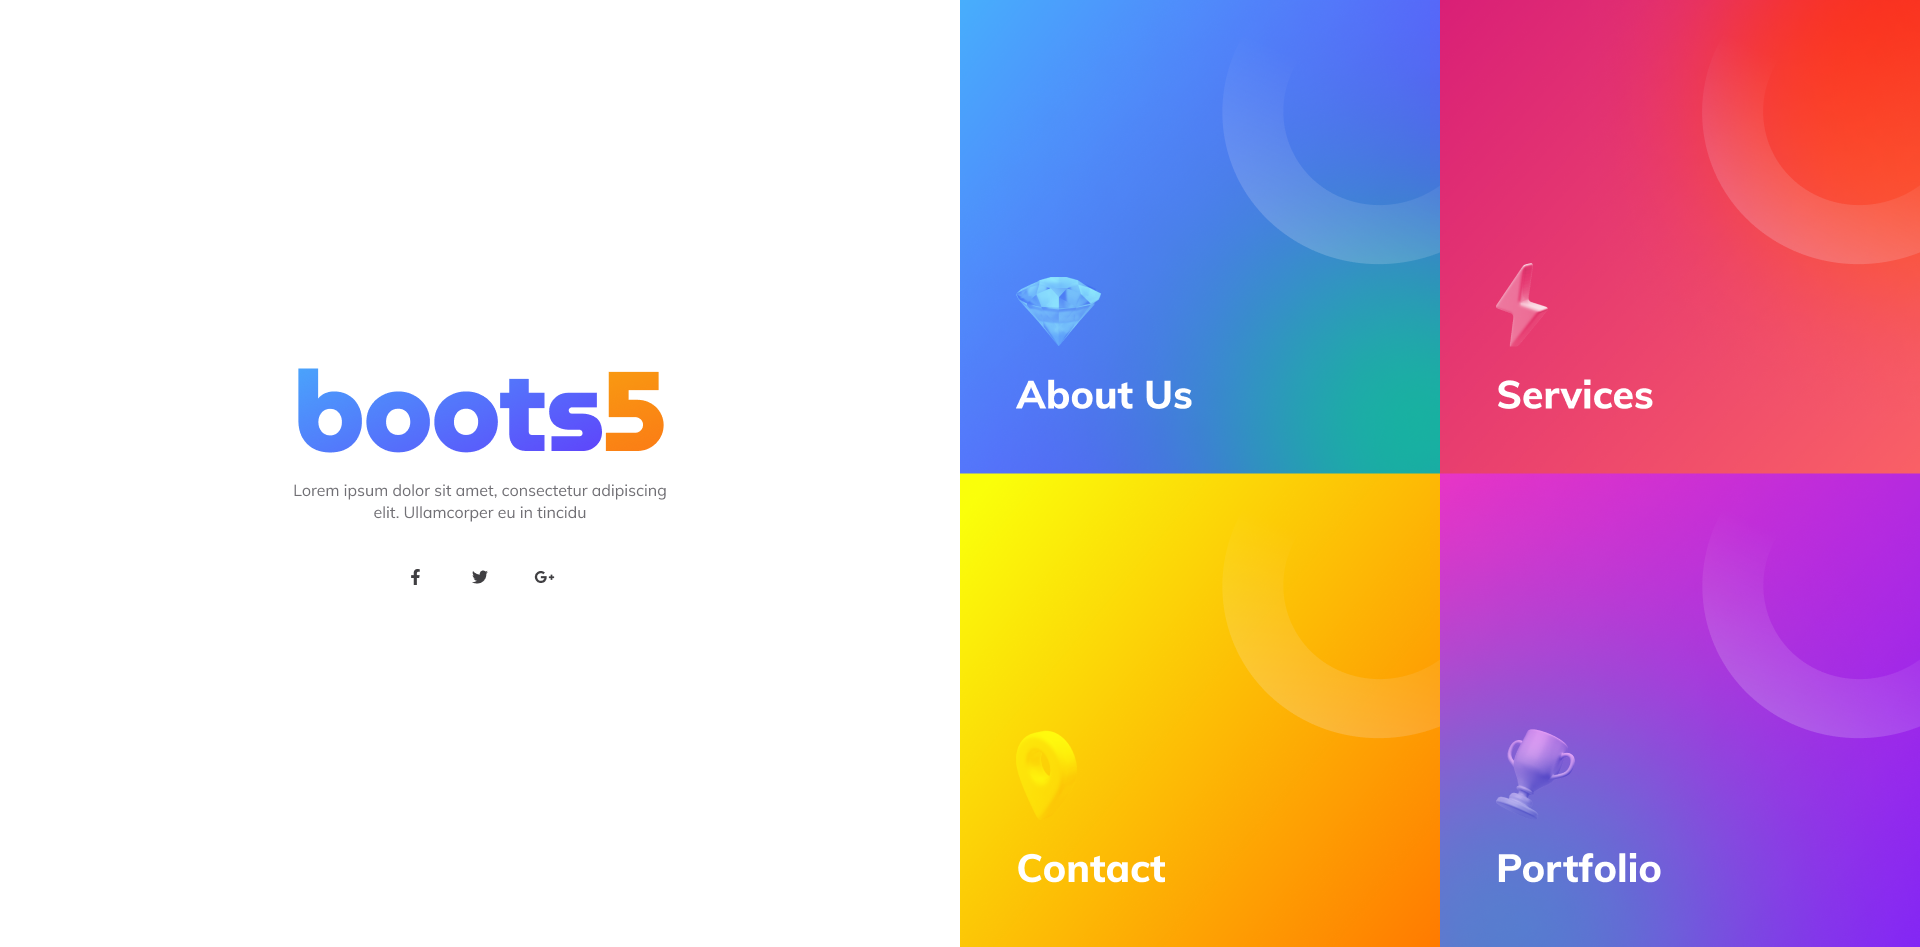 boots5
Lorem ipsum dolor sit amet, consectetur adipiscing
elit. Ullamcorper eu in tincidu
About Us
Services
Contact
Portfolio